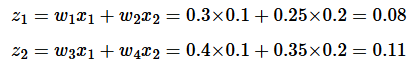 z₁ = w₁x₁ + w₂x₂ = 0.3×0.1 + 0.25×0.2 = 0.08
z₂ = w₃x₁ + w₄x₂ = 0.4×0.1 + 0.35×0.2 = 0.11